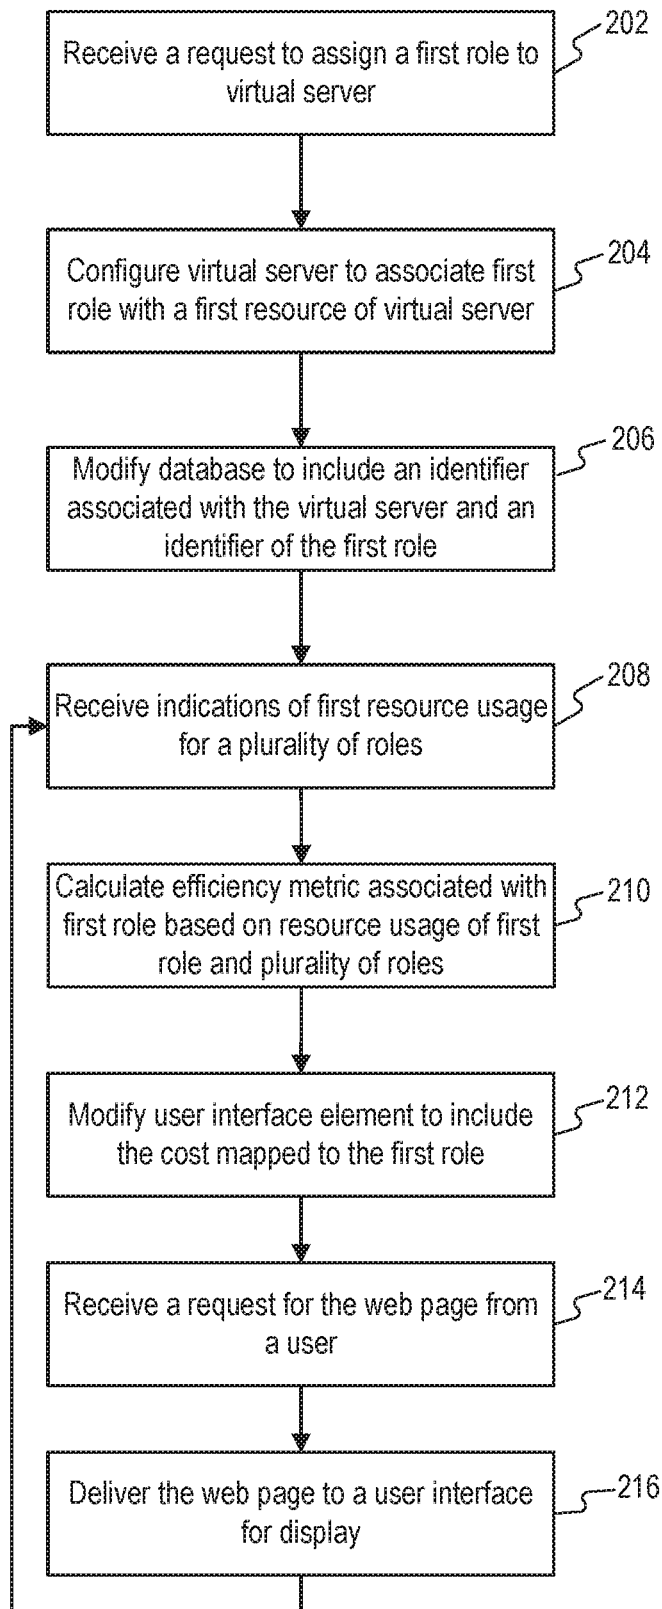 Receive a request to assign a first role to
virtual server
202
Configure virtual server to associate first
role with a first resource of virtual server
204
Modify database to include an identifier
associated with the virtual server and an
identifier of the first role
206
Receive indications of first resource usage
for a plurality of roles
208
Calculate efficiency metric associated with
first role based on resource usage of first
role and plurality of roles
210
Modify user interface element to include
the cost mapped to the first role
212
Receive a request for the web page from
a user
214
Deliver the web page to a user interface
for display
216